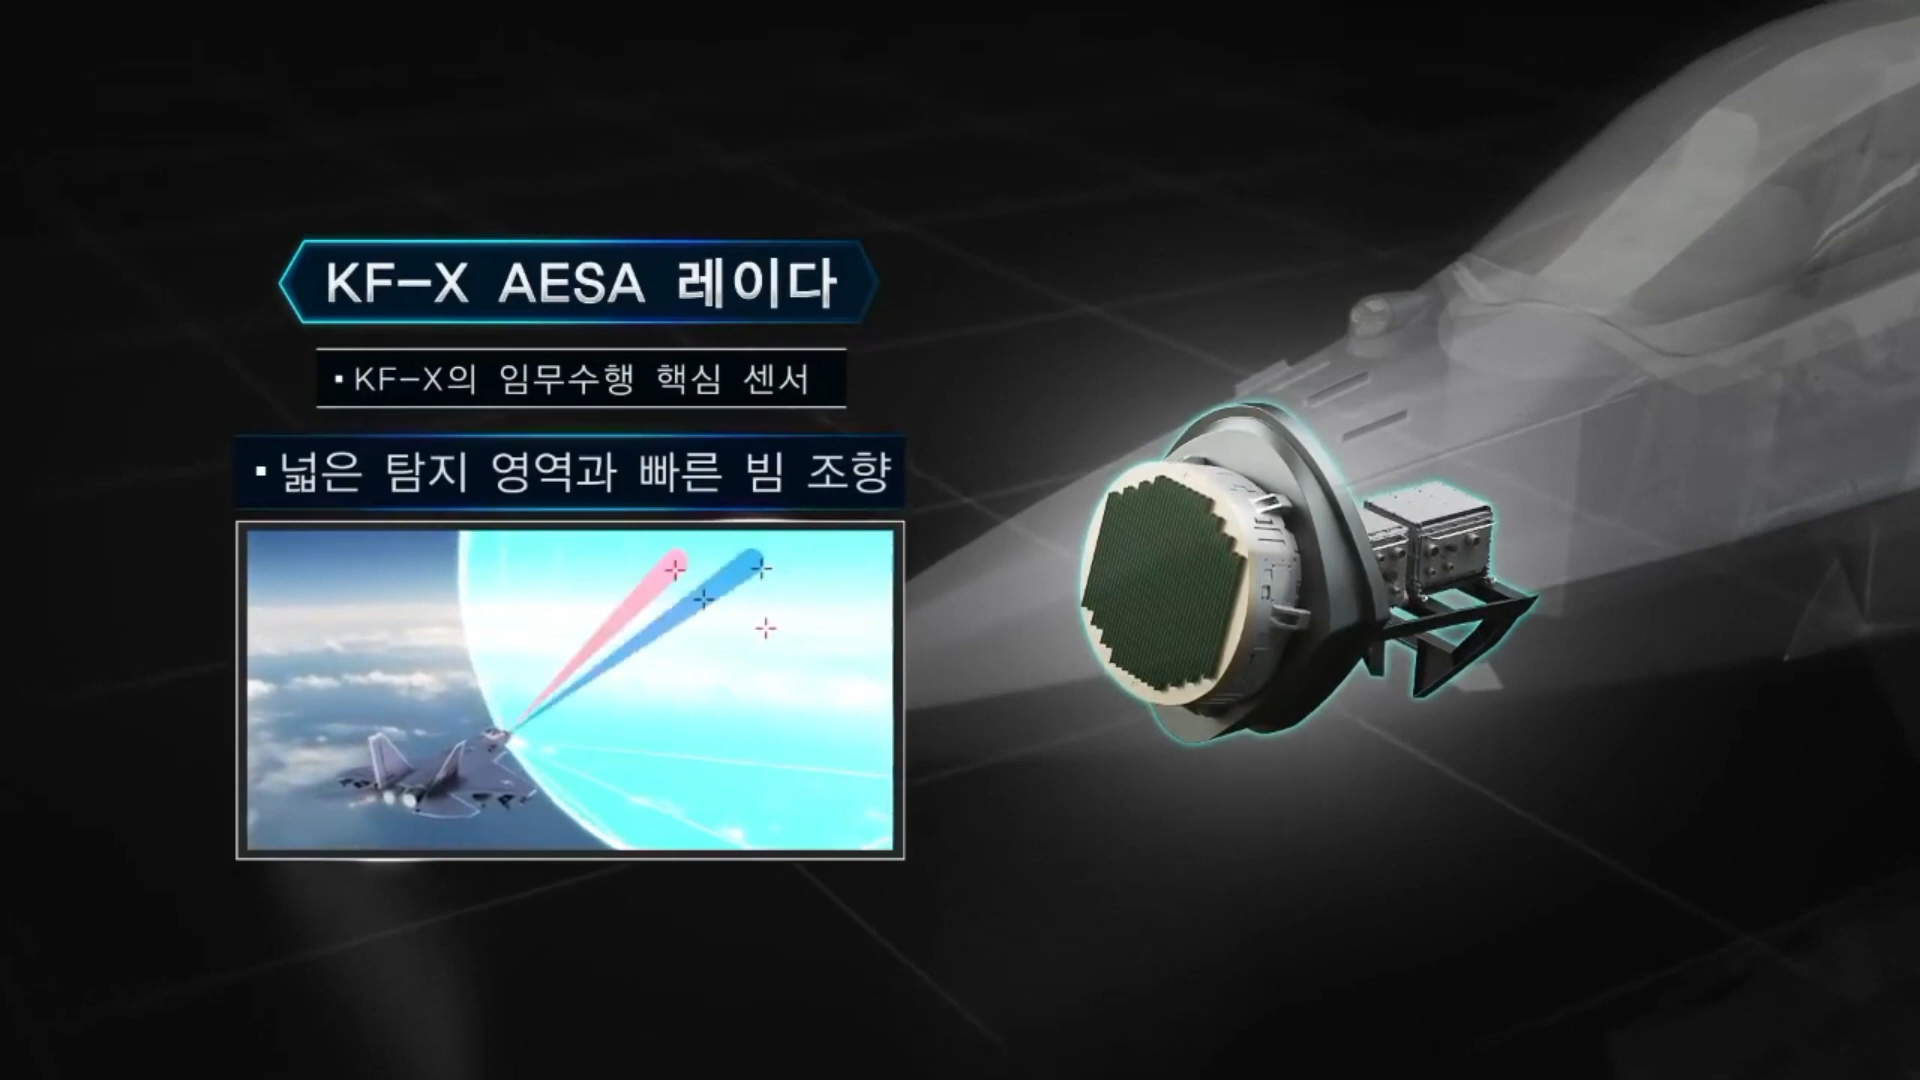 KF-X AESA 레이다
▪ KF-X의 임무수행 핵심 센서
▪ 넓은 탐지 영역과 빠른 빔 조향